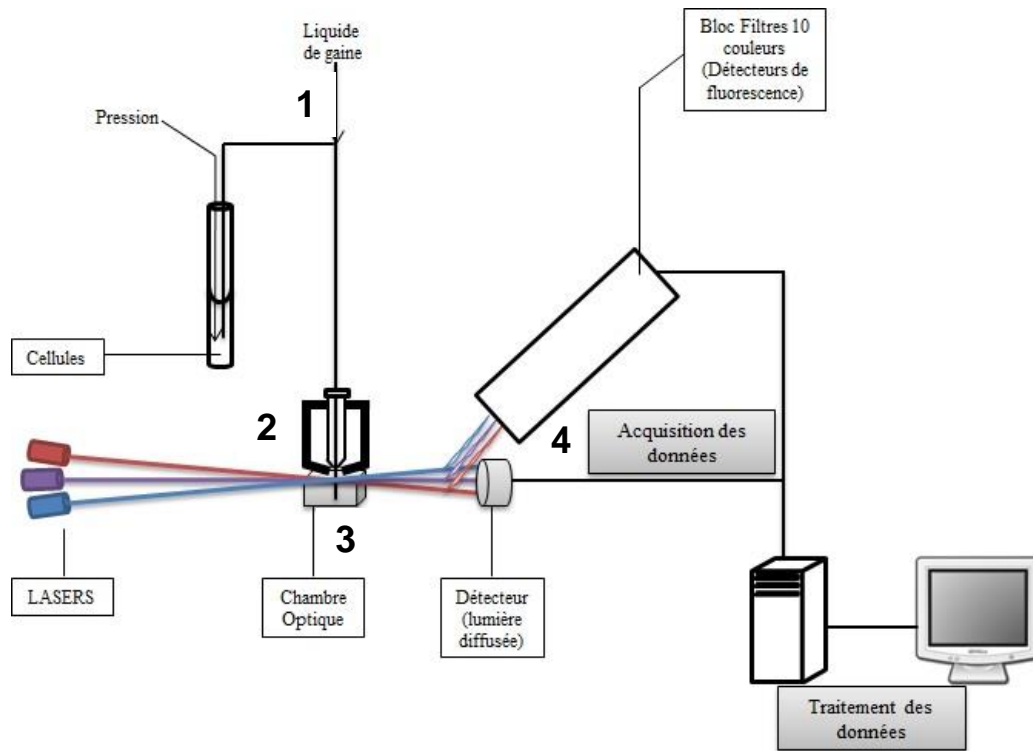 Liquide
de gaine
Bloc Filtres 10
couleurs
(Détecteurs de
fluorescence)
1
Pression
Cellules
2
4
Acquisition des
données
3
LASERS
Chambre
Optique
Détecteur
(lumière
diffusée)
Traitement des
données